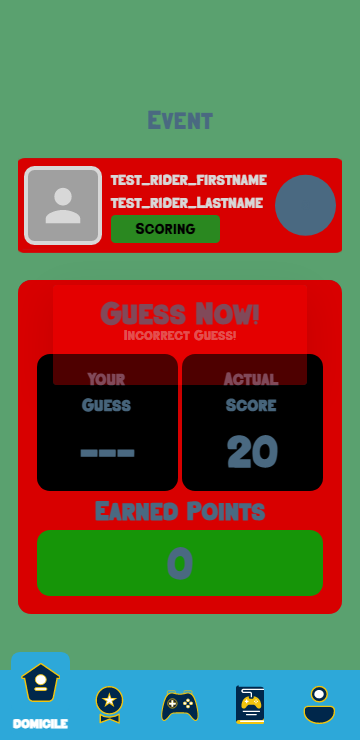 Event
TEST_RIDER_FIRSTNAME
TEST_RIDER_LASTNAME
Scoring
Guess Now!
Incorrect Guess!
Your
Guess
---
Actual
Score
20
Earned Points
0
DOMICILE